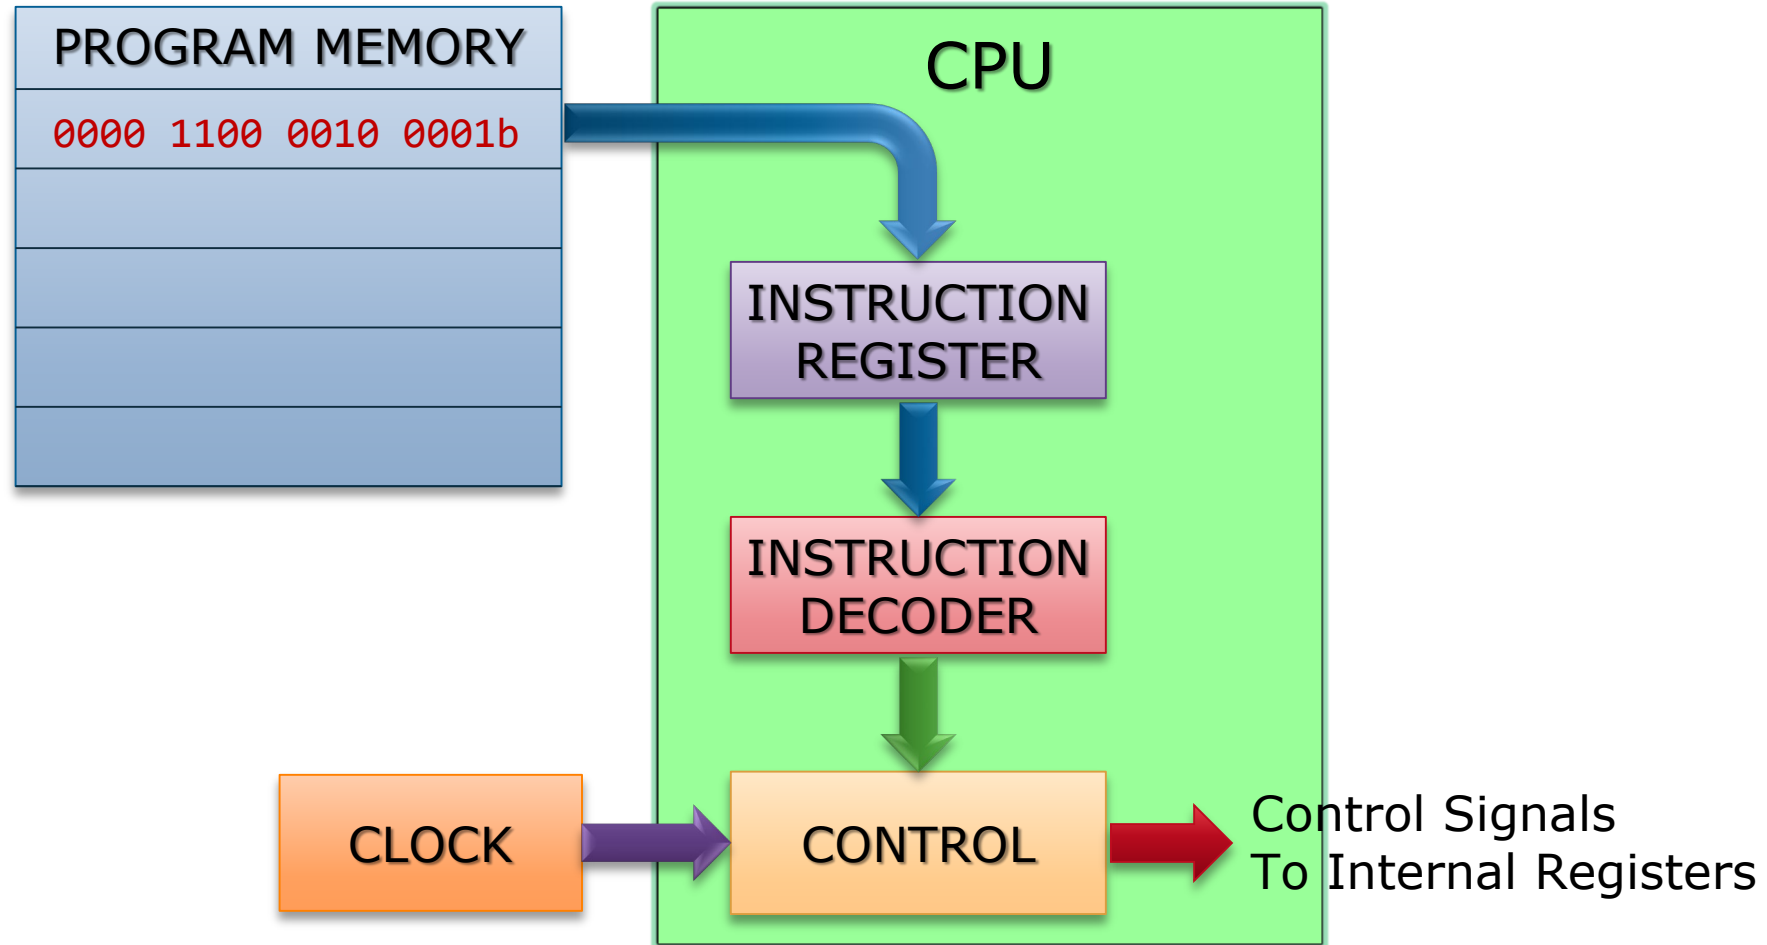 PROGRAM MEMORY
0000 1100 0010 0001b
CPU
INSTRUCTION
REGISTER
INSTRUCTION
DECODER
CLOCK
CONTROL
Control Signals
To Internal Registers